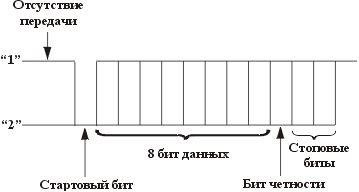 Отсутствие
передачи
“1”
“2”
8 бит данных
Стоповые
биты
Стартовый бит
Бит четности